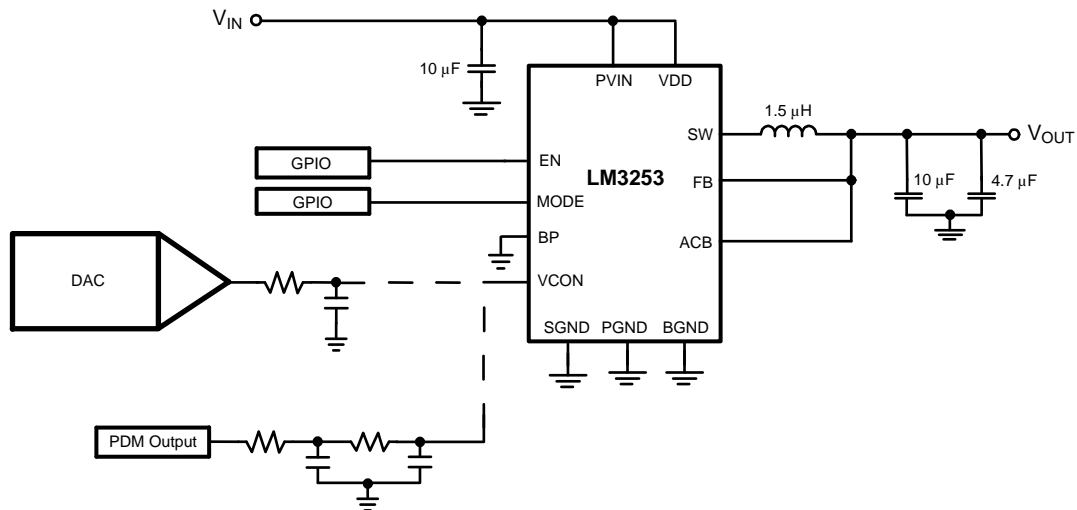 VIN
10 μF
PVIN
VDD
1.5 μH
SW
VOUT
GPIO
EN
LM3253
FB
10 μF
4.7 μF
GPIO
MODE
BP
ACB
DAC
VCON
SGND
PGND
BGND
PDM Output